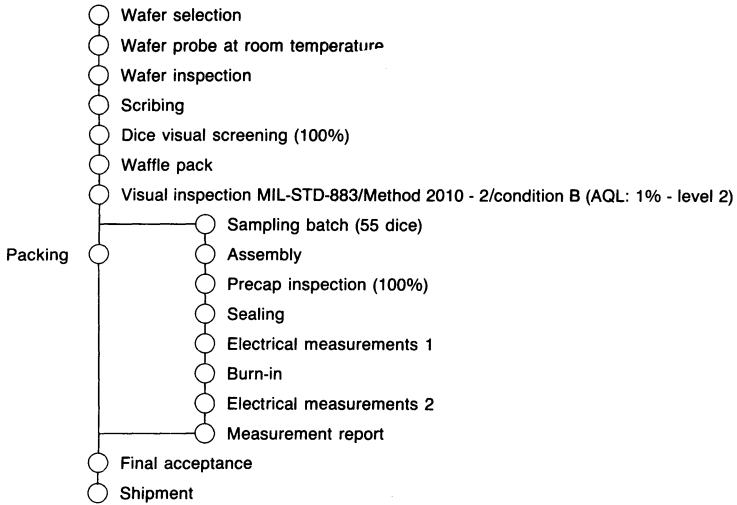 Wafer selection
Wafer probe at room temperature
Wafer inspection
Scribing
Dice visual screening (100%)
Waffle pack
Visual inspection MIL-STD-883/Method 2010 - 2/condition B (AQL: 1% - level 2)
Sampling batch (55 dice)
Packing
Assembly
Precap inspection (100%)
Sealing
Electrical measurements 1
Burn-in
Electrical measurements 2
Measurement report
Final acceptance
Shipment